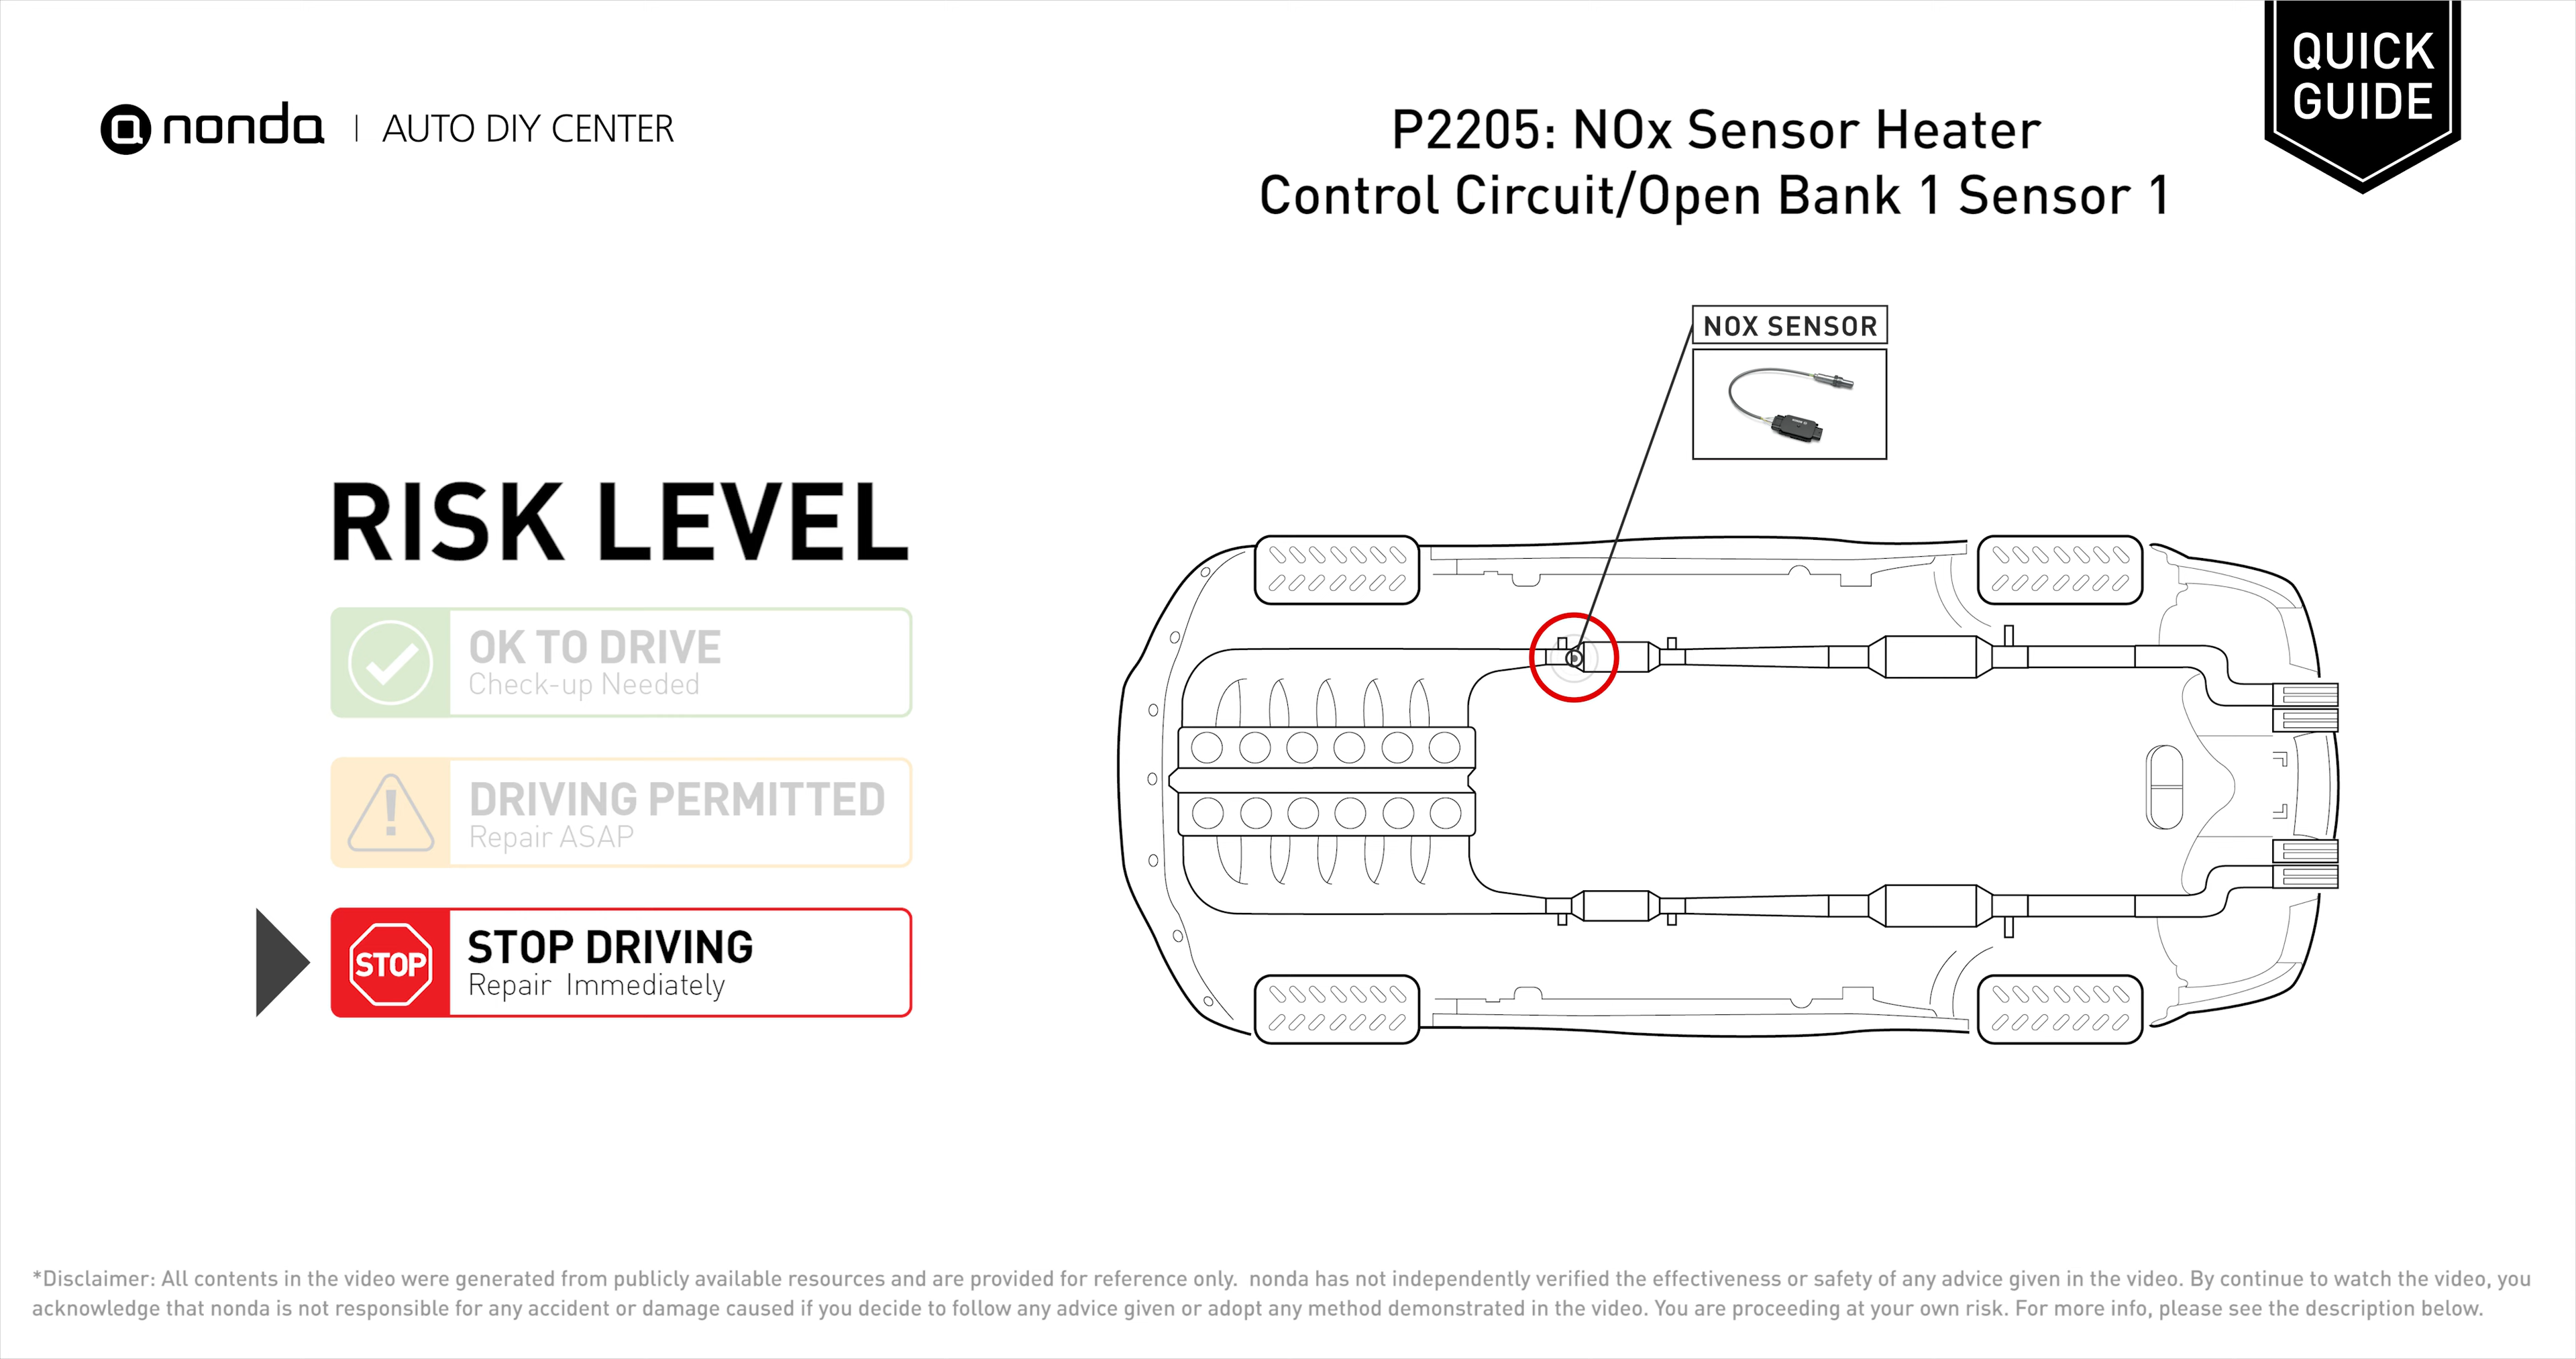 nonda | AUTO DIY CENTER
QUICK
GUIDE
P2205: NOx Sensor Heater
Control Circuit/Open Bank 1 Sensor 1
NOX SENSOR
RISK LEVEL
OK TO DRIVE
Check-up Needed
DRIVING PERMITTED
Repair ASAP
STOP
STOP DRIVING
Repair Immediately
*Disclaimer: All contents in the video were generated from publicly available resources and are provided for reference only. nonda has not independently verified the effectiveness or safety of any advice given in the video. By continue to watch the video, you
acknowledge that nonda is not responsible for any accident or damage caused if you decide to follow any advice given or adopt any method demonstrated in the video. You are proceeding at your own risk. For more info, please see the description below.